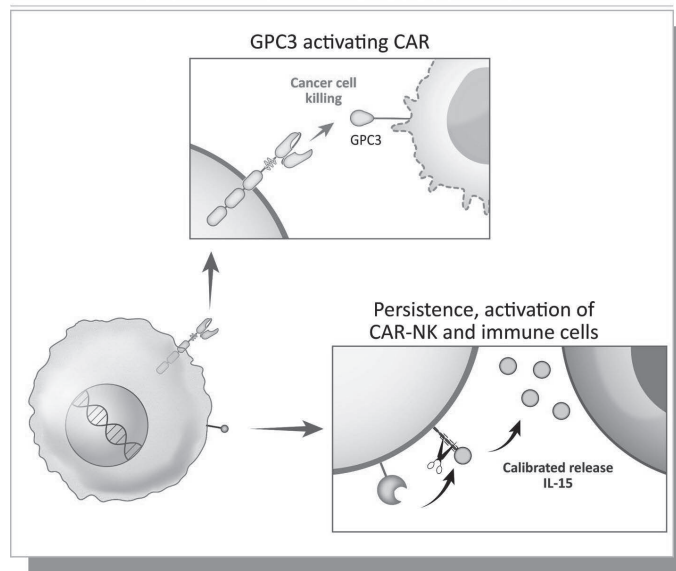 GPC3 activating CAR
Cancer cell
killing
GPC3
Persistence, activation of
CAR-NK and immune cells
Calibrated release
IL-15